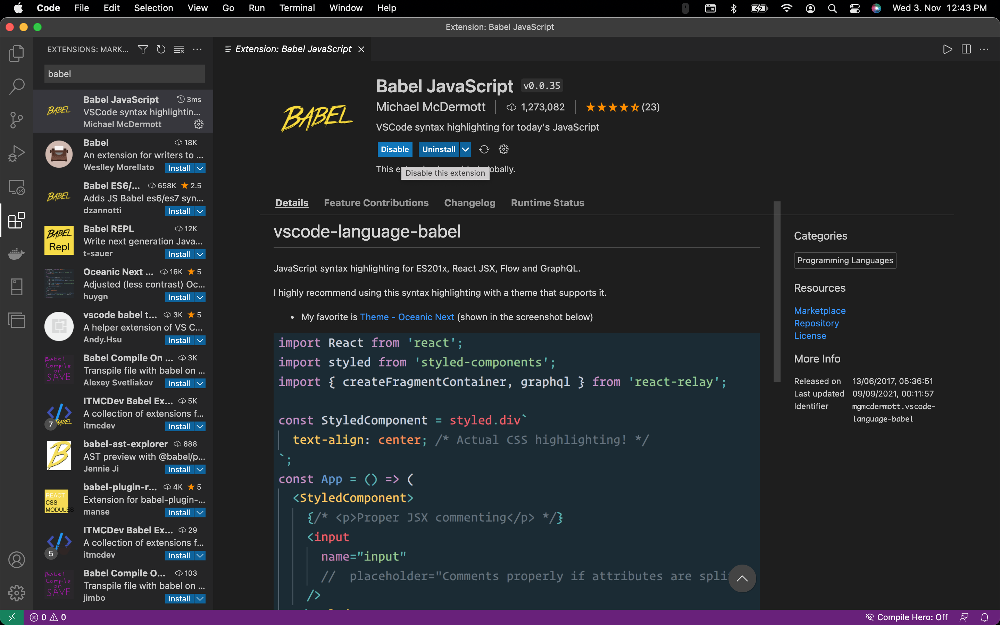 Code File Edit Selection View Go Run Terminal Window Help Wed 3. Nov 12:43 PM
Extension: Babel JavaScript
EXTENSIONS: MARK...
babel
Babel JavaScript 3ms
VSCode syntax highlightin...
Michael McDermott
Babel 18K
An extension for writers to ...
Weslley Morellato Install
Babel ES6/... 658K 2.5
Adds JS Babel es6/es7 syn...
dzannotti Install
Babel REPL 12K
Write next generation Java...
t-sauer Install
Oceanic Next ... 16K 5
Adjusted (less contrast) Oc...
huygn Install
vscode babel t... 3K 5
A helper extension of VS C...
Andy.Hsu Install
Babel Compile On ... 3K
Transpile file with babel on ...
Alexey Svetliakov Install
ITMCDev Babel Ex... 5K
A collection of extensions f...
itmcdev Install
babel-ast-explorer 688
AST preview with @babel/p...
Jennie Ji Install
babel-plugin-r... 4K 5
Extension for babel-plugin-...
manse Install
ITMCDev Babel Ex... 29
A collection of extensions f...
itmcdev Install
Babel Compile O... 103
Transpile file with babel on ...
jimbo Install
BABEL
BABEL
BABEL
Repl
Babel
Compile
on
SAVE
7
BABEL
B
REACT
CSS
MODULES
5
Babel
Compile
on
SAVE
Extension: Babel JavaScript
BABEL
Babel JavaScript v0.0.35
Michael McDermott 1,273,082 (23)
VSCode syntax highlighting for today's JavaScript
Disable Uninstall
This e
obally.
Disable this extension
Details Feature Contributions Changelog Runtime Status
vscode-language-babel
JavaScript syntax highlighting for ES201x, React JSX, Flow and GraphQL.
I highly recommend using this syntax highlighting with a theme that supports it.
• My favorite is Theme - Oceanic Next (shown in the screenshot below)
import React from 'react';
import styled from 'styled-components';
import { createFragmentContainer, graphql } from 'react-relay';
const StyledComponent = styled.div`
text-align: center; /* Actual CSS highlighting! */
`;
const App = () => (
<StyledComponent>
{/* <p>Proper JSX commenting</p> */}
<input
name="input"
// placeholder="Comments properly if attributes are spli
/>
Categories
Programming Languages
Resources
Marketplace
Repository
License
More Info
Released on 13/06/2017, 05:36:51
Last updated 09/09/2021, 00:11:57
Identifier mgmcdermott.vscode-
language-babel
0 0 Compile Hero: Off